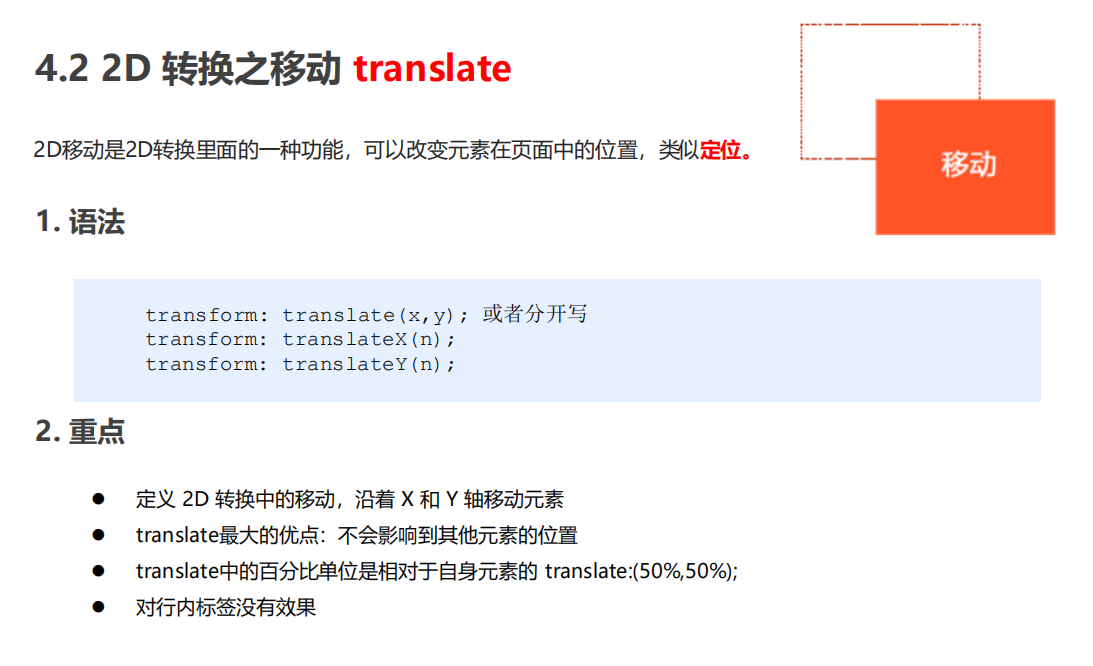 4.2 2D 转换之移动 translate
2D移动是2D转换里面的一种功能，可以改变元素在页面中的位置，类似定位。
移动
1. 语法
transform: translate(x,y); 或者分开写
transform: translateX(n);
transform: translateY(n);
2. 重点
● 定义 2D 转换中的移动，沿着 X 和 Y 轴移动元素
● translate最大的优点：不会影响到其他元素的位置
● translate中的百分比单位是相对于自身元素的 translate:(50%,50%);
● 对行内标签没有效果